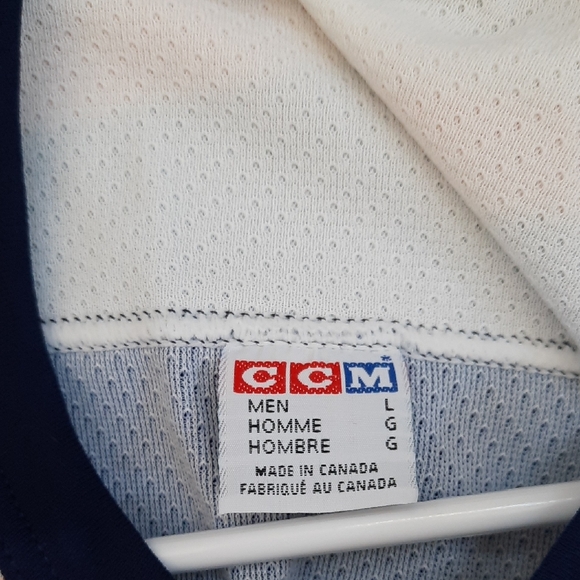 CCM*
MEN L
HOMME G
HOMBRE G
MADE IN CANADA
FABRIQUÉ AU CANADA